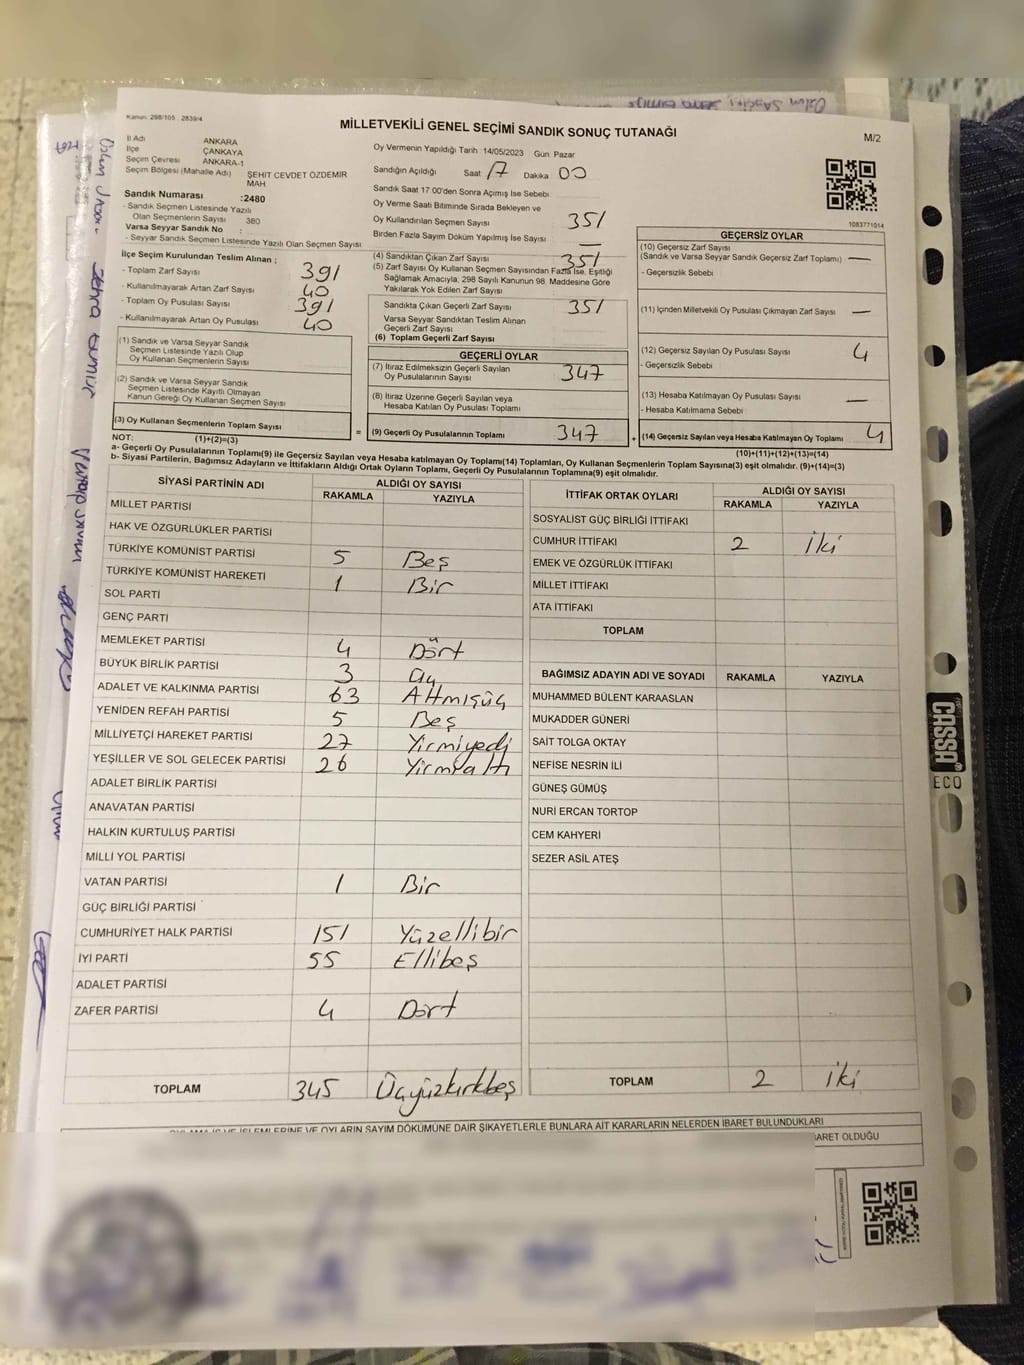 Kanun: 298/105 2839/4
MİLLETVEKİLİ GENEL SEÇİMİ SANDIK SONUÇ TUTANAĞI
M/2
İl Adı ANKARA
İlçe ÇANKAYA
Seçim Çevresi ANKARA-1
Seçim Bölgesi (Mahalle Adı) : ŞEHİT CEVDET ÖZDEMİR MAH
Sandık Numarası :2480
- Sandık Seçmen Listesinde Yazılı
Olan Seçmenlerin Sayısı 380
Varsa Seyyar Sandık No :
- Seyyar Sandık Seçmen Listesinde Yazılı Olan Seçmen Sayısı
Oy Vermenin Yapıldığı Tarih : 14/05/2023 Gün: Pazar
Sandığın Açıldığı Saat 17 Dakika 00
Sandık Saat 17:00'den Sonra Açımış İse Sebebi
Oy Verme Saati Bitiminde Sırada Bekleyen ve
Oy Kullandırılan Seçmen Sayısı 351
Birden Fazla Sayım Döküm Yapılmış İse Sayısı —
1083771014
İlçe Seçim Kurulundan Teslim Alınan ;
- Toplam Zarf Sayısı 391
- Kullanılmayarak Artan Zarf Sayısı 40
- Toplam Oy Pusulası Sayısı 391
- Kullanılmayarak Artan Oy Pusulası 40
(1) Sandık ve Varsa Seyyar Sandık
Seçmen Listesinde Yazılı Olup
Oy Kullanan Seçmenlerin Sayısı
(2) Sandık ve Varsa Seyyar Sandık
Seçmen Listesinde Kayıtlı Olmayan
Kanun Gereği Oy Kullanan Seçmen Sayısı
(3) Oy Kullanan Seçmenlerin Toplam Sayısı
(1)+(2)=(3)
(4) Sandıktan Çıkan Zarf Sayısı 351
(5) Zarf Sayısı Oy Kullanan Seçmen Sayısından Fazla İse, Eşitliği
Sağlamak Amacıyla, 298 Sayılı Kanunun 98. Maddesine Göre
Yakılarak Yok Edilen Zarf Sayısı
Sandıkta Çıkan Geçerli Zarf Sayısı 351
Varsa Seyyar Sandıktan Teslim Alınan
Geçerli Zarf Sayısı
(6) Toplam Geçerli Zarf Sayısı
GEÇERLİ OYLAR
(7) İtiraz Edilmeksizin Geçerli Sayılan
Oy Pusulalarının Sayısı 347
(8) İtiraz Üzerine Geçerli Sayılan veya
Hesaba Katılan Oy Pusulası Toplamı
= (9) Geçerli Oy Pusulalarının Toplamı 347
GEÇERSİZ OYLAR
(10) Geçersiz Zarf Sayısı
(Sandık ve Varsa Seyyar Sandık Geçersiz Zarf Toplamı) —
- Geçersizlik Sebebi
(11) İçinden Milletvekili Oy Pusulası Çıkmayan Zarf Sayısı —
(12) Geçersiz Sayılan Oy Pusulası Sayısı 4
- Geçersizlik Sebebi
(13) Hesaba Katılmayan Oy Pusulası Sayısı —
- Hesaba Katılmama Sebebi
+ (14) Geçersiz Sayılan veya Hesaba Katılmayan Oy Toplamı 4
(10)+(11)+(12)+(13)=(14)
NOT:
a- Geçerli Oy Pusulalarının Toplamı(9) ile Geçersiz Sayılan veya Hesaba Katılmayan Oy Pusulası Toplamı(14) Toplamları, Oy Kullanan Seçmenlerin Toplam Sayısına(3) eşit olmalıdır. (9)+(14)=(3)
b- Siyasi Partilerin, Bağımsız Adayların ve İttifakların Aldığı Ortak Oyların Toplamı, Geçerli Oy Pusulalarının Toplamına(9) eşit olmalıdır.
SİYASİ PARTİNİN ADI ALDIĞI OY SAYISI
RAKAMLA YAZIYLA
MİLLET PARTİSİ
HAK VE ÖZGÜRLÜKLER PARTİSİ
TÜRKİYE KOMÜNİST PARTİSİ 5 Beş
TÜRKİYE KOMÜNİST HAREKETİ 1 Bir
SOL PARTİ
GENÇ PARTİ
MEMLEKET PARTİSİ 4 Dört
BÜYÜK BİRLİK PARTİSİ 3 üç
ADALET VE KALKINMA PARTİSİ 63 Altmışüç
YENİDEN REFAH PARTİSİ 5 Beş
MİLLİYETÇİ HAREKET PARTİSİ 27 Yirmiyedi
YEŞİLLER VE SOL GELECEK PARTİSİ 26 Yirmialtı
ADALET BİRLİK PARTİSİ
ANAVATAN PARTİSİ
HALKIN KURTULUŞ PARTİSİ
MİLLİ YOL PARTİSİ
VATAN PARTİSİ 1 Bir
GÜÇ BİRLİĞİ PARTİSİ
CUMHURİYET HALK PARTİSİ 151 Yüzellibir
İYİ PARTİ 55 Ellibeş
ADALET PARTİSİ
ZAFER PARTİSİ 4 Dört
TOPLAM 345 Üçyüzkırkbeş
İTTİFAK ORTAK OYLARI ALDIĞI OY SAYISI
RAKAMLA YAZIYLA
SOSYALİST GÜÇ BİRLİĞİ İTTİFAKI
CUMHUR İTTİFAKI 2 iki
EMEK VE ÖZGÜRLÜK İTTİFAKI
MİLLET İTTİFAKI
ATA İTTİFAKI
TOPLAM
BAĞIMSIZ ADAYIN ADI VE SOYADI RAKAMLA YAZIYLA
MUHAMMED BÜLENT KARAASLAN
MUKADDER GÜNERİ
SAİT TOLGA OKTAY
NEFİSE NESRİN İLİ
GÜNEŞ GÜMÜŞ
NURİ ERCAN TORTOP
CEM KAHYERİ
SEZER ASİL ATEŞ
TOPLAM 2 iki
OYLAMA İŞ VE İŞLEMLERİNE VE OYLARIN SAYIM DÖKÜMÜNE DAİR ŞİKAYETLERLE BUNLARA AİT KARARLARIN NELERDEN İBARET BULUNDUKLARI
BARET OLDUĞU
CASSA
ECO